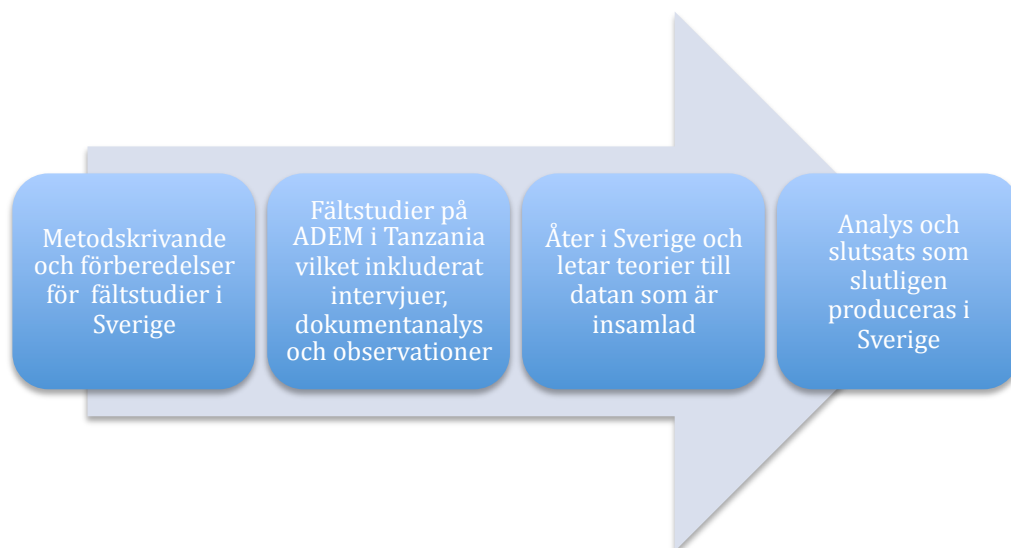 Metodskrivande
och förberedelser
för fältstudier i
Sverige
Fältstudier på
ADEM i Tanzania
vilket inkluderat
intervjuer,
dokumentanalys
och observationer
Åter i Sverige och
letar teorier till
datan som är
insamlad
Analys och
slutsats som
slutligen
produceras i
Sverige